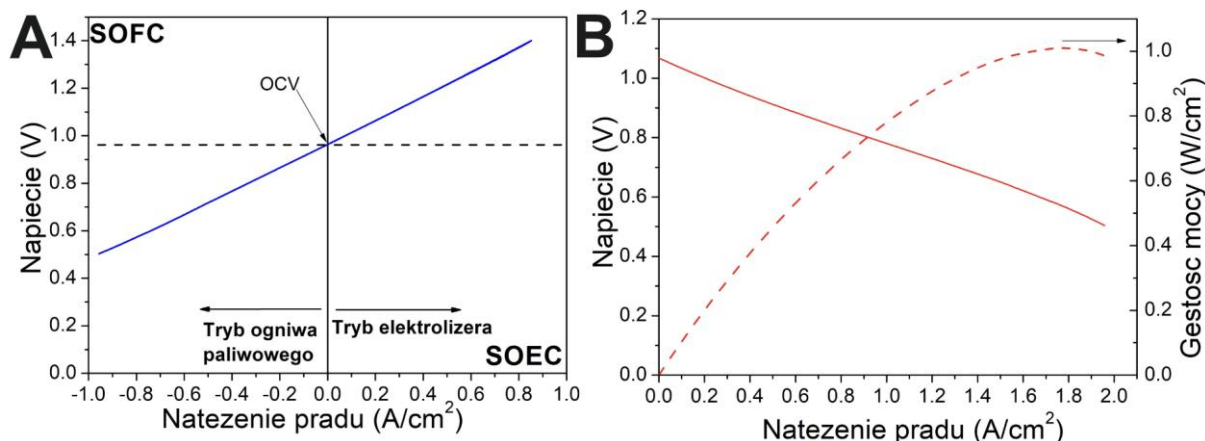 A
SOFC
1.4
1.2
1.0
0.8
0.6
0.4
0.2
0.0
Napiecie (V)
OCV
Tryb ogniwa
paliwowego
Tryb elektrolizera
SOEC
-1.0 -0.8 -0.6 -0.4 -0.2 0.0 0.2 0.4 0.6 0.8 1.0
Natezenie pradu (A/cm²)
B
1.2
1.0
0.8
0.6
0.4
0.2
0.0
Napiecie (V)
1.0
0.8
0.6
0.4
0.2
0.0
Gestosc mocy (W/cm²)
0.0 0.2 0.4 0.6 0.8 1.0 1.2 1.4 1.6 1.8 2.0
Natezenie pradu (A/cm²)